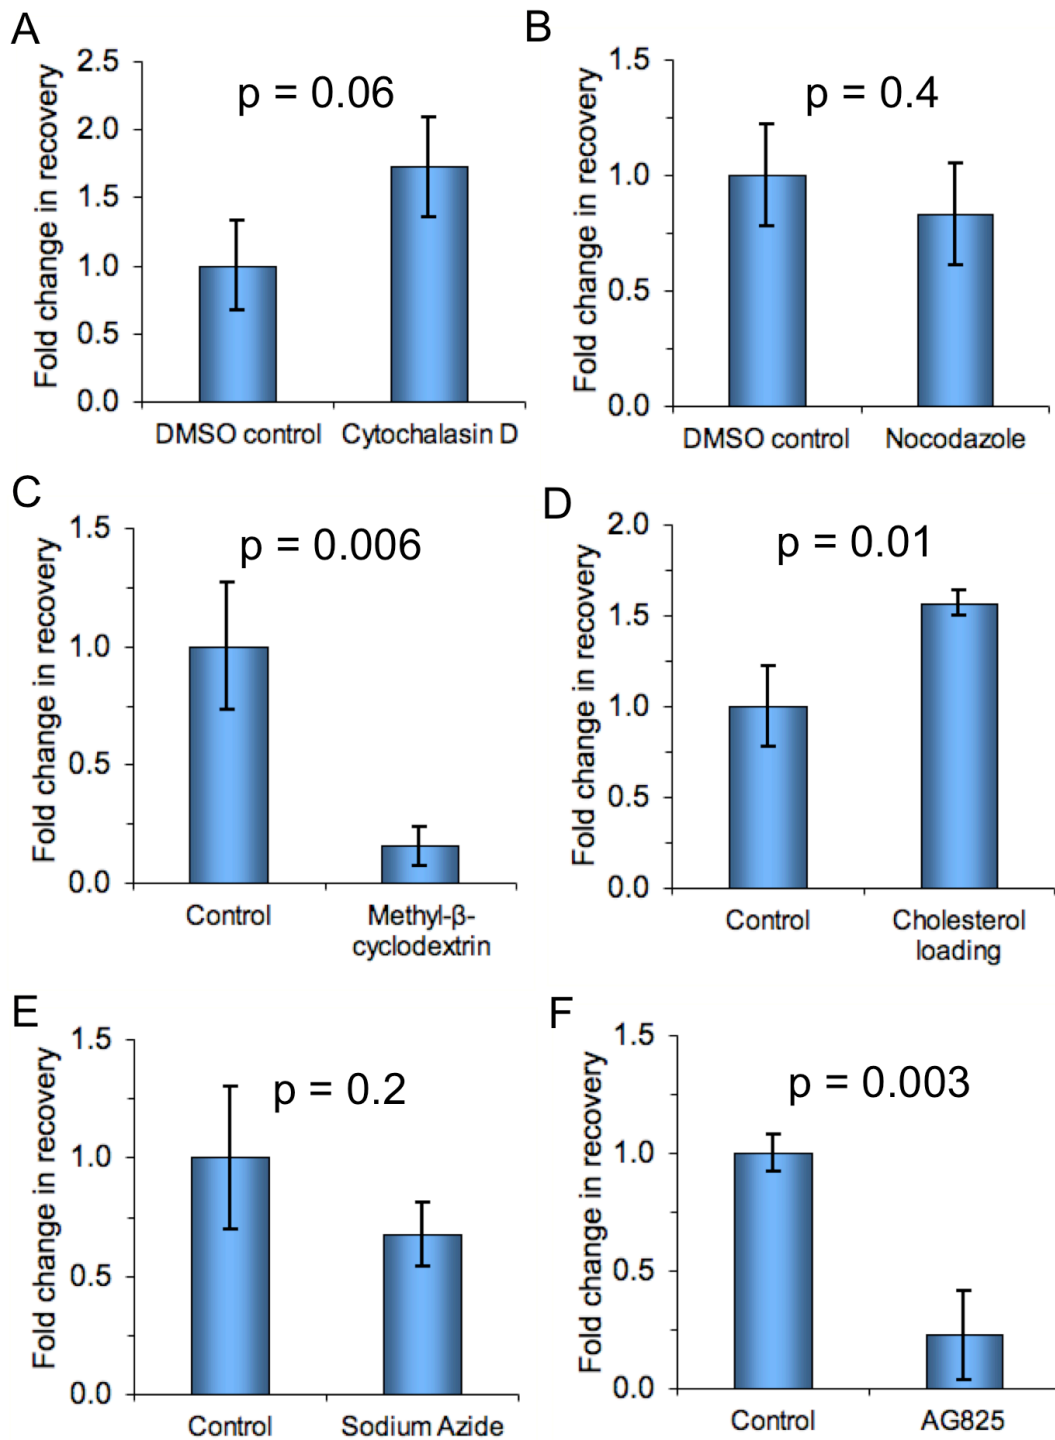 A
Fold change in recovery
2.5
2.0
1.5
1.0
0.5
0.0
p = 0.06
DMSO control
Cytochalasin D
B
Fold change in recovery
1.5
1.0
0.5
0.0
p = 0.4
DMSO control
Nocodazole
C
Fold change in recovery
1.5
1.0
0.5
0.0
p = 0.006
Control
Methyl-β-
cyclodextrin
D
Fold change in recovery
2.0
1.5
1.0
0.5
0.0
p = 0.01
Control
Cholesterol
loading
E
Fold change in recovery
1.5
1.0
0.5
0.0
p = 0.2
Control
Sodium Azide
F
Fold change in recovery
1.5
1.0
0.5
0.0
p = 0.003
Control
AG825